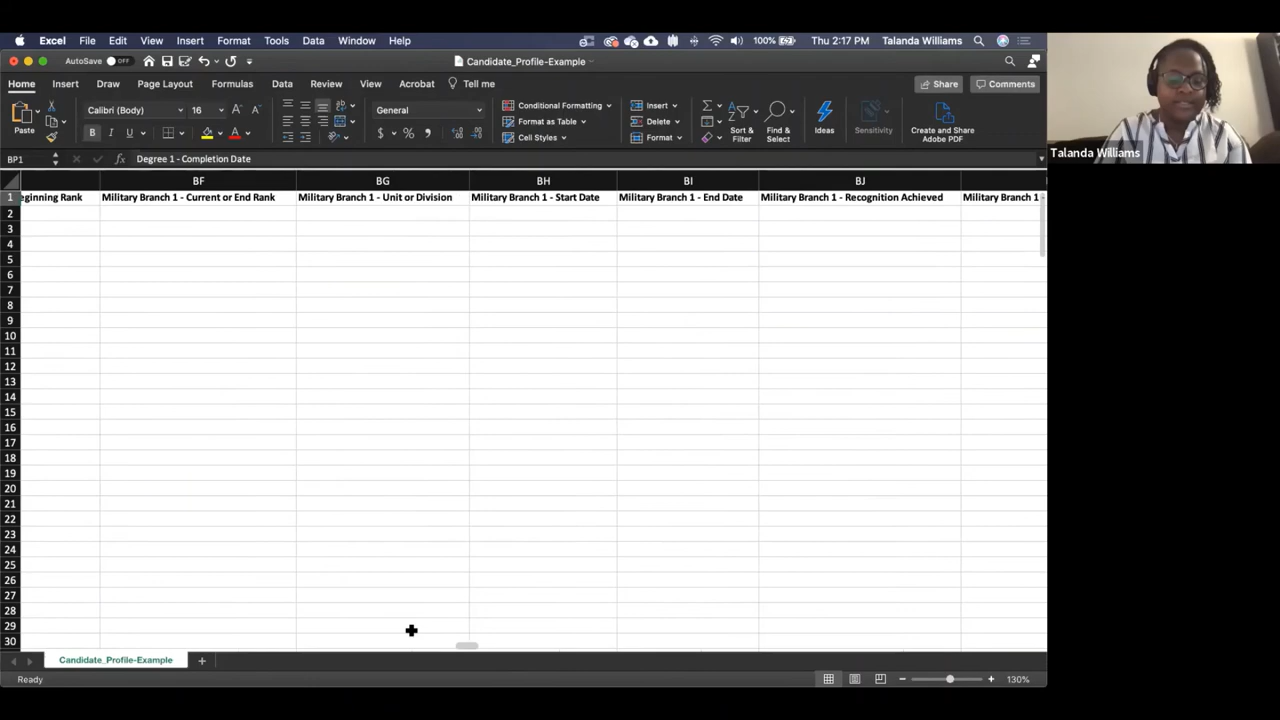 Excel File Edit View Insert Format Tools Data Window Help 100% Thu 2:17 PM Talanda Williams
AutoSave OFF Candidate_Profile-Example
Home Insert Draw Page Layout Formulas Data Review View Acrobat Tell me Share Comments
Paste Calibri (Body) 16 A A General Conditional Formatting Insert Sort & Filter Find & Select Ideas Sensitivity Create and Share Adobe PDF
Format as Table Delete
B I U A $ % Cell Styles Format
Talanda Williams
BP1 fx Degree 1 - Completion Date
BF BG BH BI BJ
1 eginning Rank Military Branch 1 - Current or End Rank Military Branch 1 - Unit or Division Military Branch 1 - Start Date Military Branch 1 - End Date Military Branch 1 - Recognition Achieved Military Branch 1
2
3
4
5
6
7
8
9
10
11
12
13
14
15
16
17
18
19
20
21
22
23
24
25
26
27
28
29
30
Candidate_Profile-Example +
Ready 130%